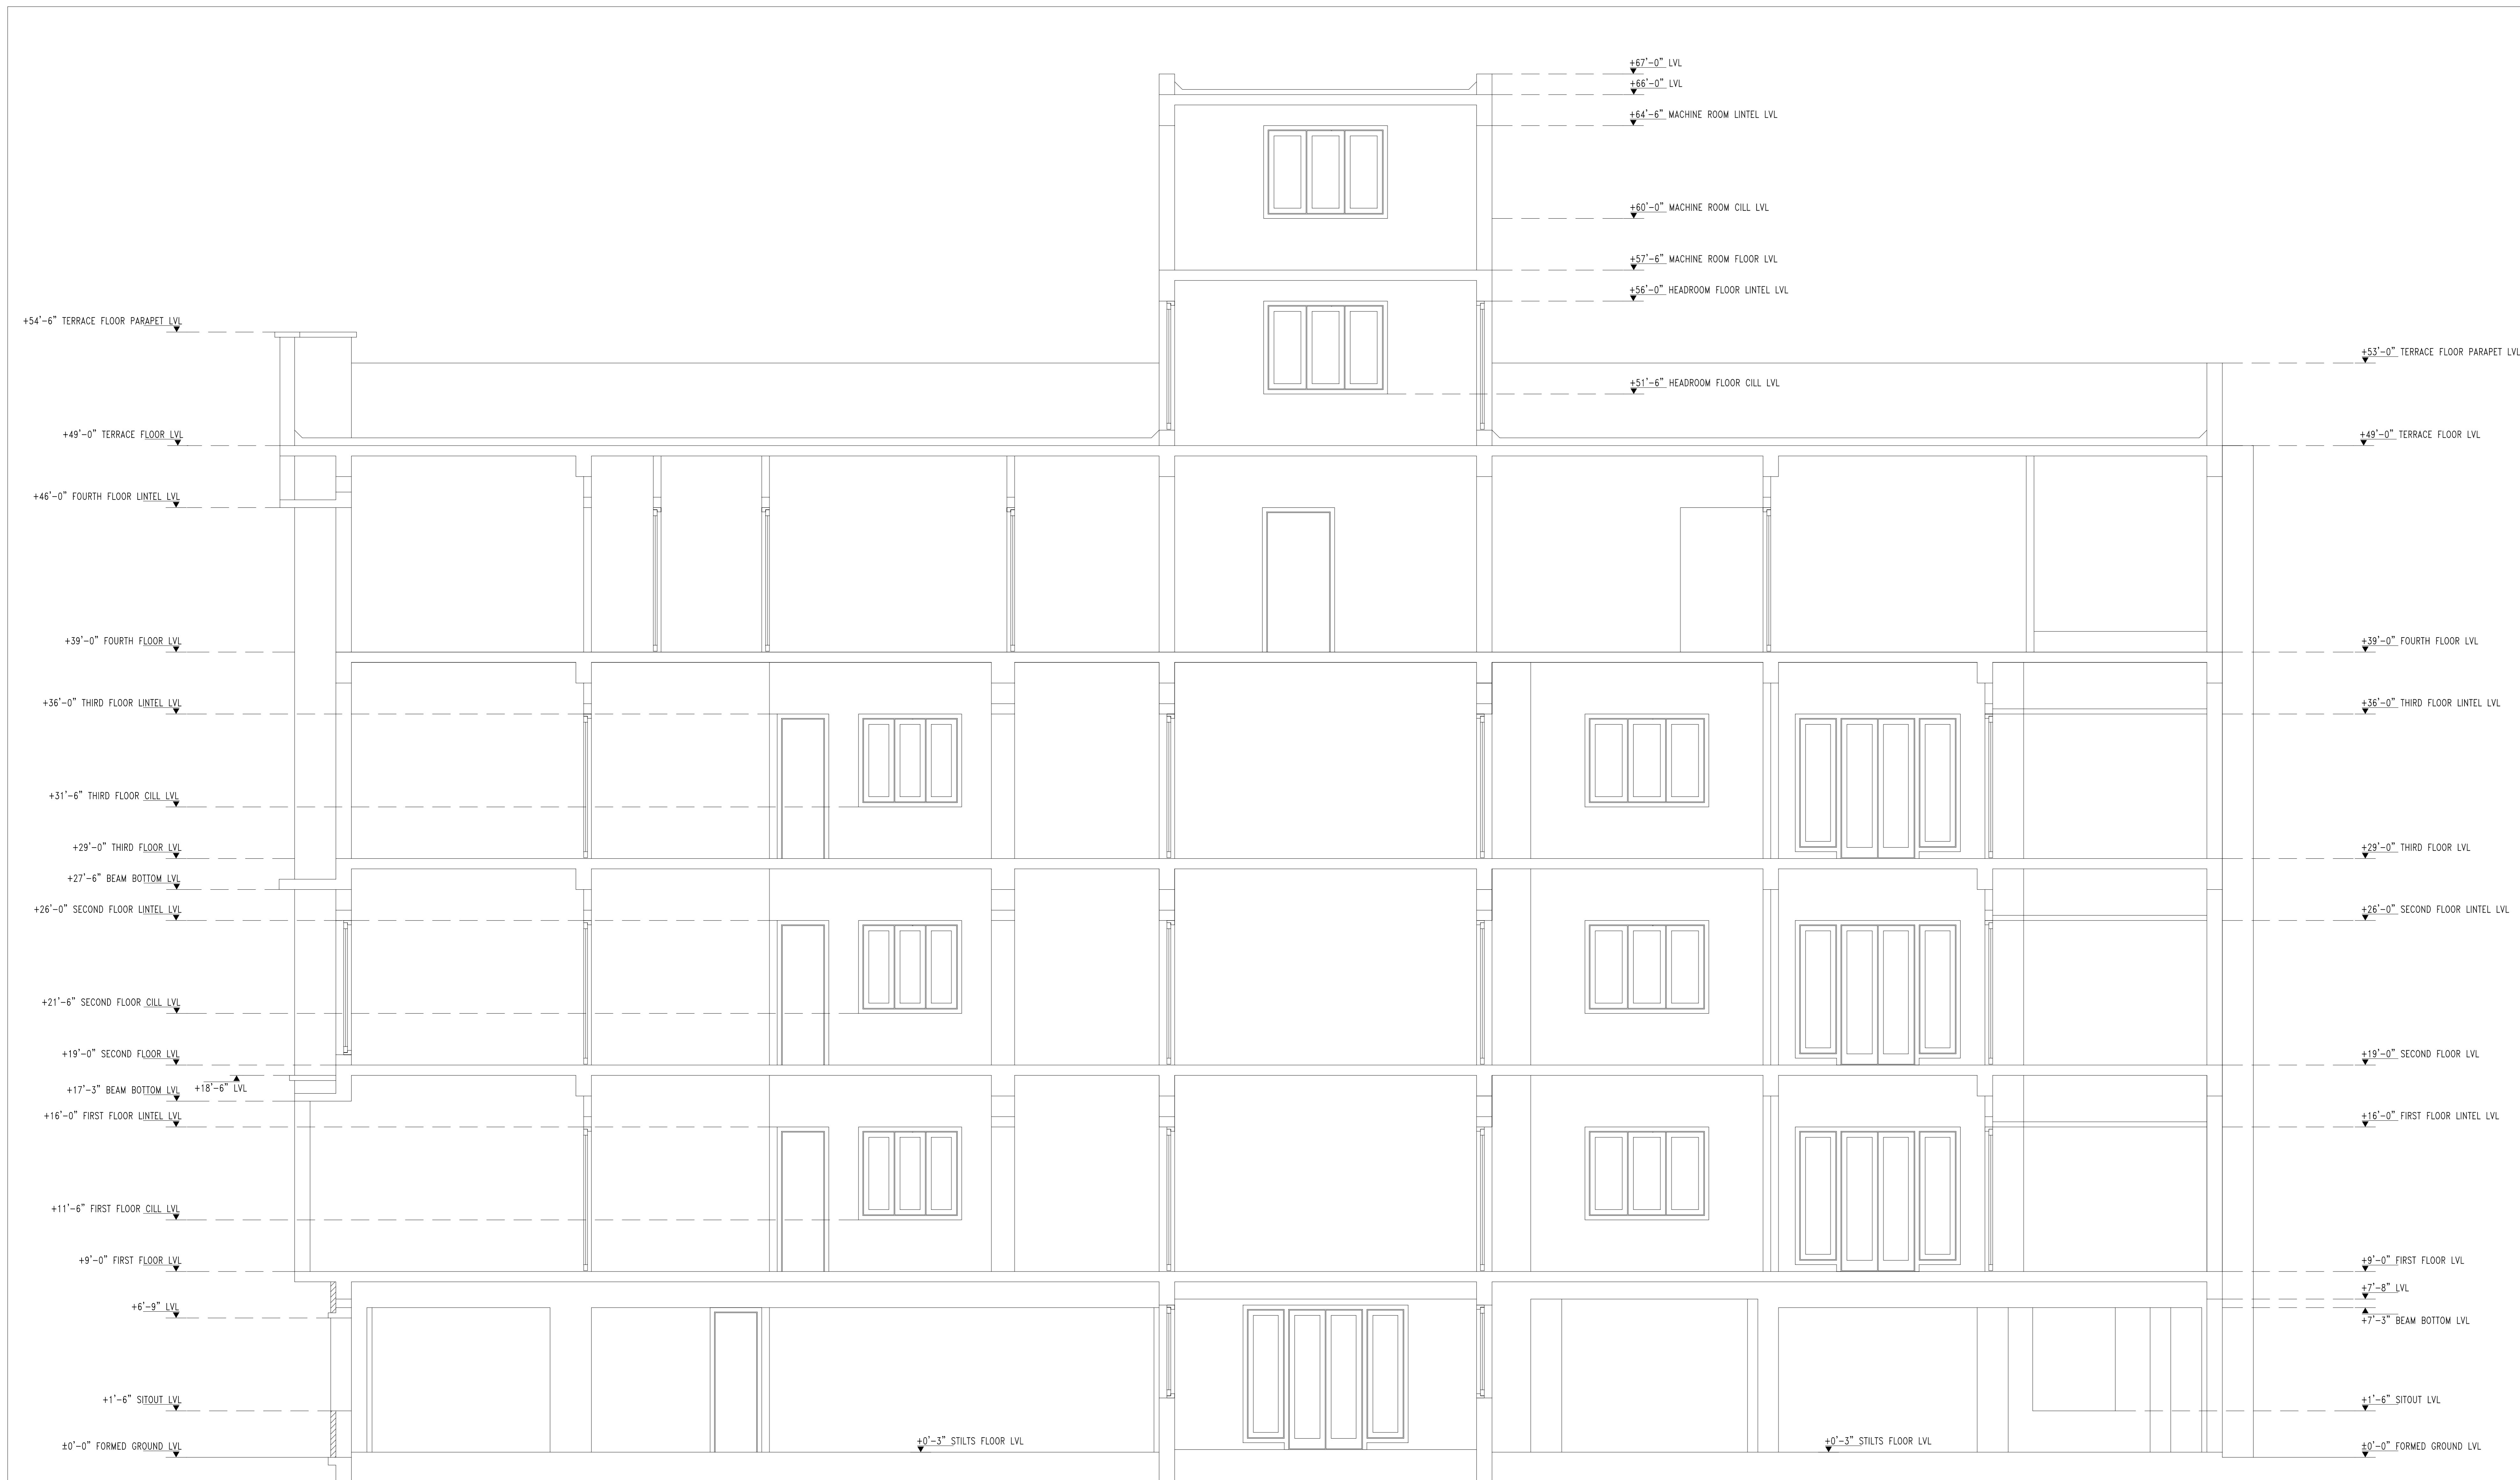 +67'-0" LVL
+66'-0" LVL
+64'-6" MACHINE ROOM LINTEL LVL
+60'-0" MACHINE ROOM CILL LVL
+57'-6" MACHINE ROOM FLOOR LVL
+56'-0" HEADROOM FLOOR LINTEL LVL
+51'-6" HEADROOM FLOOR CILL LVL
+54'-6" TERRACE FLOOR PARAPET LVL
+49'-0" TERRACE FLOOR LVL
+46'-0" FOURTH FLOOR LINTEL LVL
+39'-0" FOURTH FLOOR LVL
+36'-0" THIRD FLOOR LINTEL LVL
+31'-6" THIRD FLOOR CILL LVL
+29'-0" THIRD FLOOR LVL
+27'-6" BEAM BOTTOM LVL
+26'-0" SECOND FLOOR LINTEL LVL
+21'-6" SECOND FLOOR CILL LVL
+19'-0" SECOND FLOOR LVL
+18'-6" LVL
+17'-3" BEAM BOTTOM LVL
+16'-0" FIRST FLOOR LINTEL LVL
+11'-6" FIRST FLOOR CILL LVL
+9'-0" FIRST FLOOR LVL
+6'-9" LVL
+1'-6" SITOUT LVL
±0'-0" FORMED GROUND LVL
+0'-3" STILTS FLOOR LVL
+0'-3" STILTS FLOOR LVL
+53'-0" TERRACE FLOOR PARAPET LVL
+49'-0" TERRACE FLOOR LVL
+39'-0" FOURTH FLOOR LVL
+36'-0" THIRD FLOOR LINTEL LVL
+29'-0" THIRD FLOOR LVL
+26'-0" SECOND FLOOR LINTEL LVL
+19'-0" SECOND FLOOR LVL
+16'-0" FIRST FLOOR LINTEL LVL
+9'-0" FIRST FLOOR LVL
+7'-8" LVL
+7'-3" BEAM BOTTOM LVL
+1'-6" SITOUT LVL
±0'-0" FORMED GROUND LVL